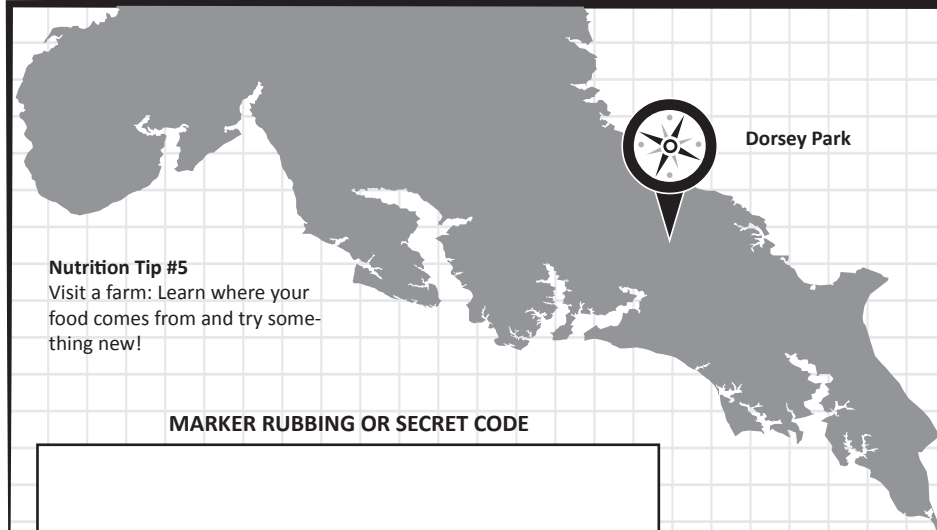 Dorsey Park
Nutrition Tip #5
Visit a farm: Learn where your
food comes from and try some-
thing new!
MARKER RUBBING OR SECRET CODE